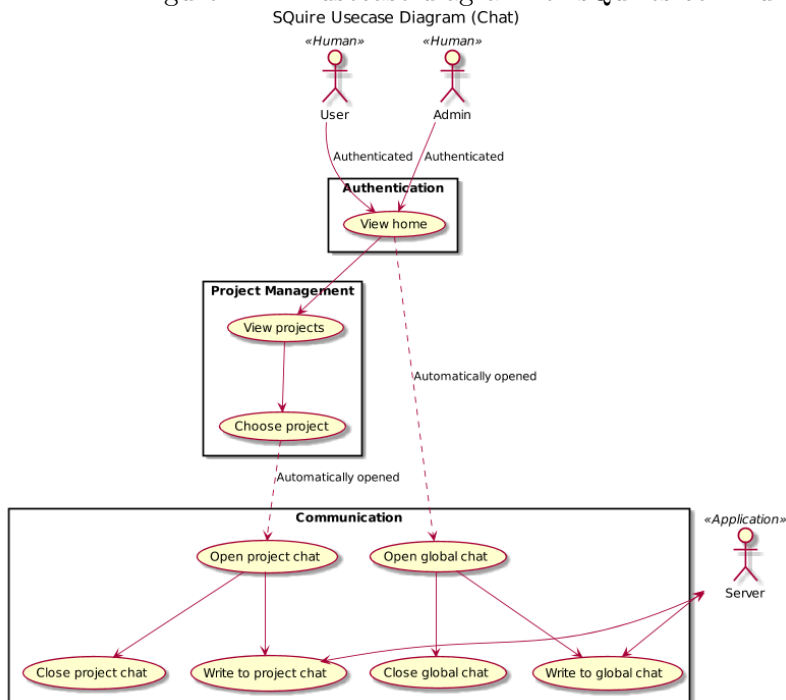 SQuire Usecase Diagram (Chat)
«Human» «Human»
User Admin
Authenticated Authenticated
Authentication
View home
Project Management
View projects
Automatically opened
Choose project
Automatically opened
Communication
«Application»
Open project chat Open global chat
Server
Close project chat Write to project chat Close global chat Write to global chat